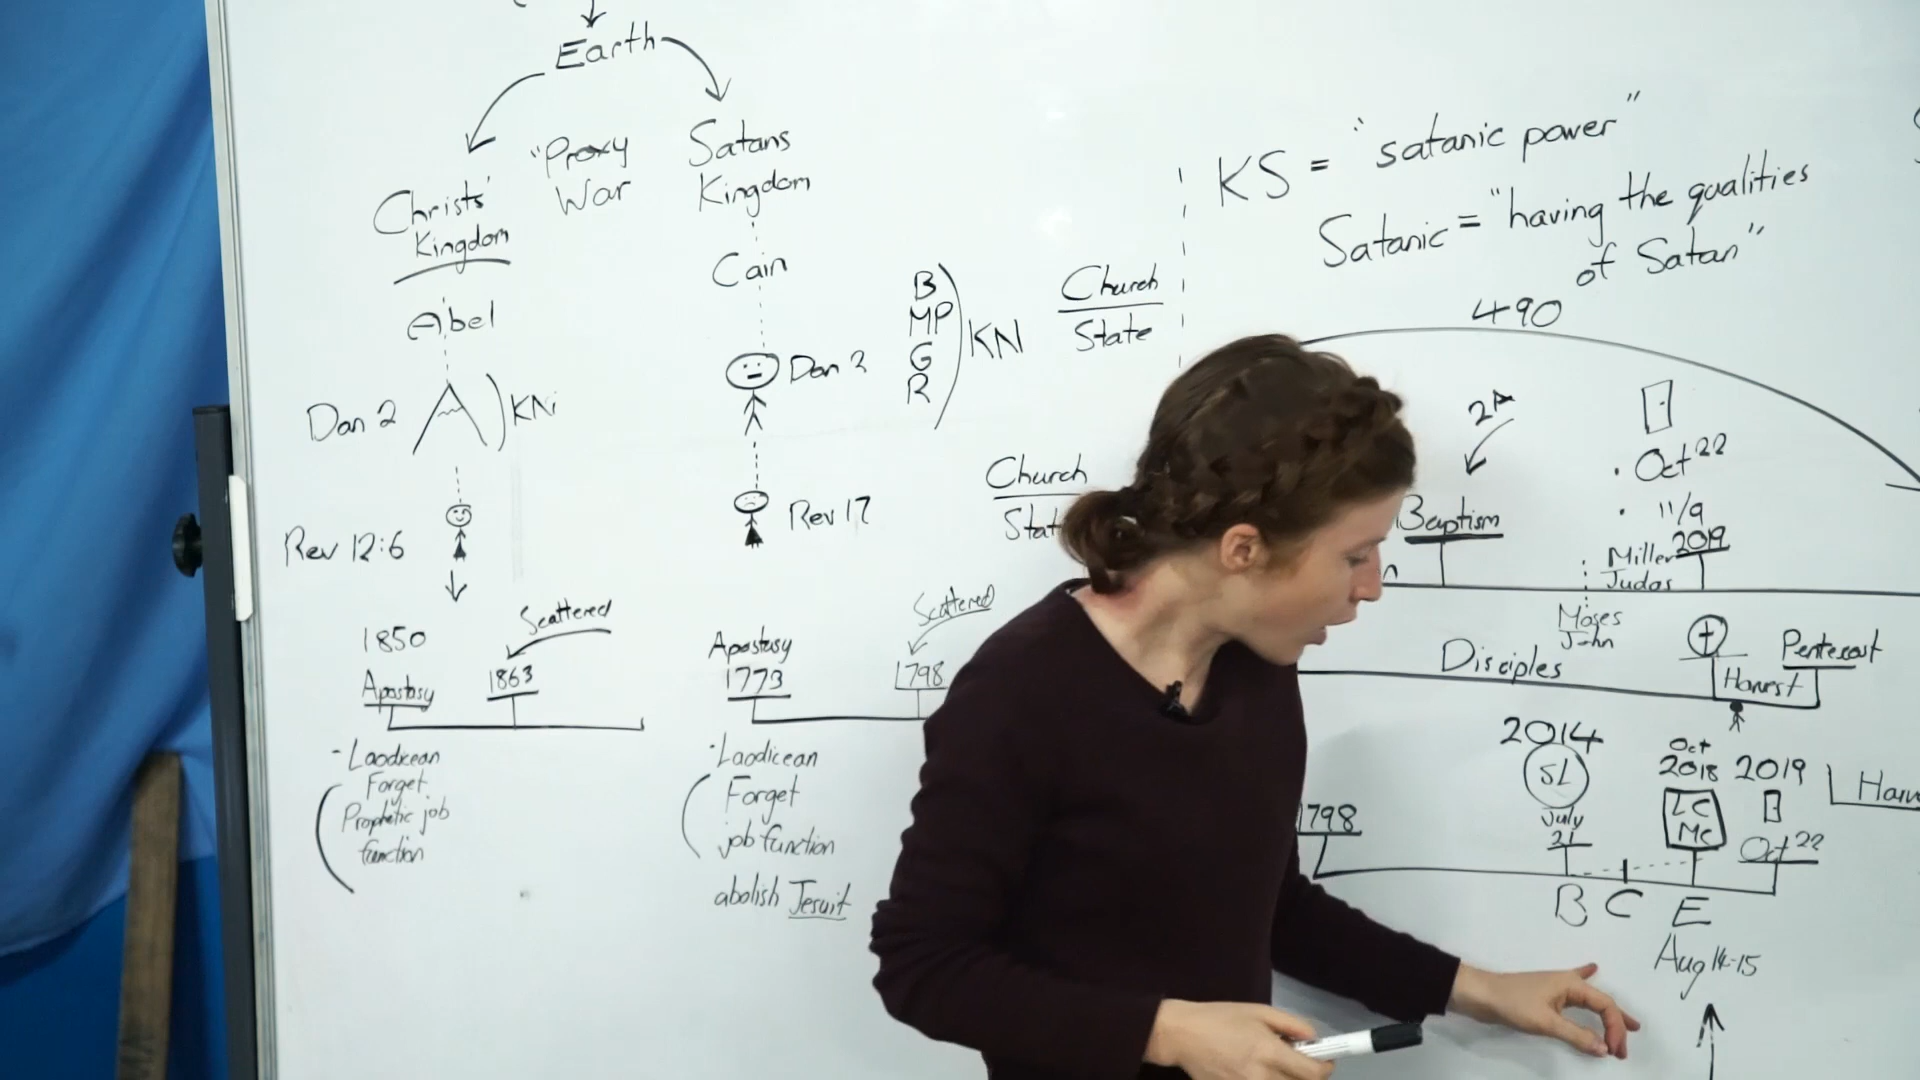 Earth
"Proxy
War
Satans
Kingdom
Christs'
Kingdom
Cain
Abel
Dan 2
KNi
Dan 2
B
MP
G
R
KN
Church
State
Rev 12:6
Rev 17
Church
1850
Apostasy
1863
Scattered
Apostasy
1773
1798
Scattered
- Laodicean
Forget
Prophetic job
function
· Laodicean
Forget
job function
abolish Jesuit
KS = "satanic power"
Satanic = "having the qualities
of Satan"
490
2A
Baptism
· Oct 22
· 11/9
2019
Miller
Judas
Moses
John
Disciples
Harvest
Pentecost
1798
2014
SL
July
21
Oct
2018
LC
MC
2019
Oct 22
B C E
Aug 14-15